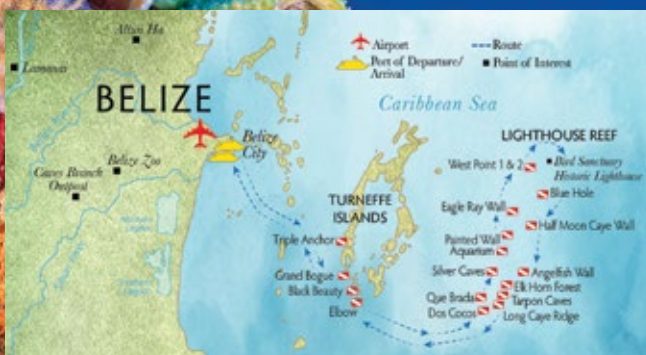 Altun Ha
Lamanai
BELIZE
Belize Zoo
Caves Branch
Outpost
Belize
City
Airport
Port of Departure/
Arrival
Route
Point of Interest
Caribbean Sea
TURNEFFE
ISLANDS
Triple Anchor
Grand Bogue
Black Beauty
Elbow
LIGHTHOUSE REEF
West Point 1 & 2
Bird Sanctuary
Historic Lighthouse
Blue Hole
Eagle Ray Wall
Half Moon Caye Wall
Painted Wall
Aquarium
Silver Caves
Angelfish Wall
Elk Horn Forest
Que Brada
Tarpon Caves
Dos Cocos
Long Caye Ridge